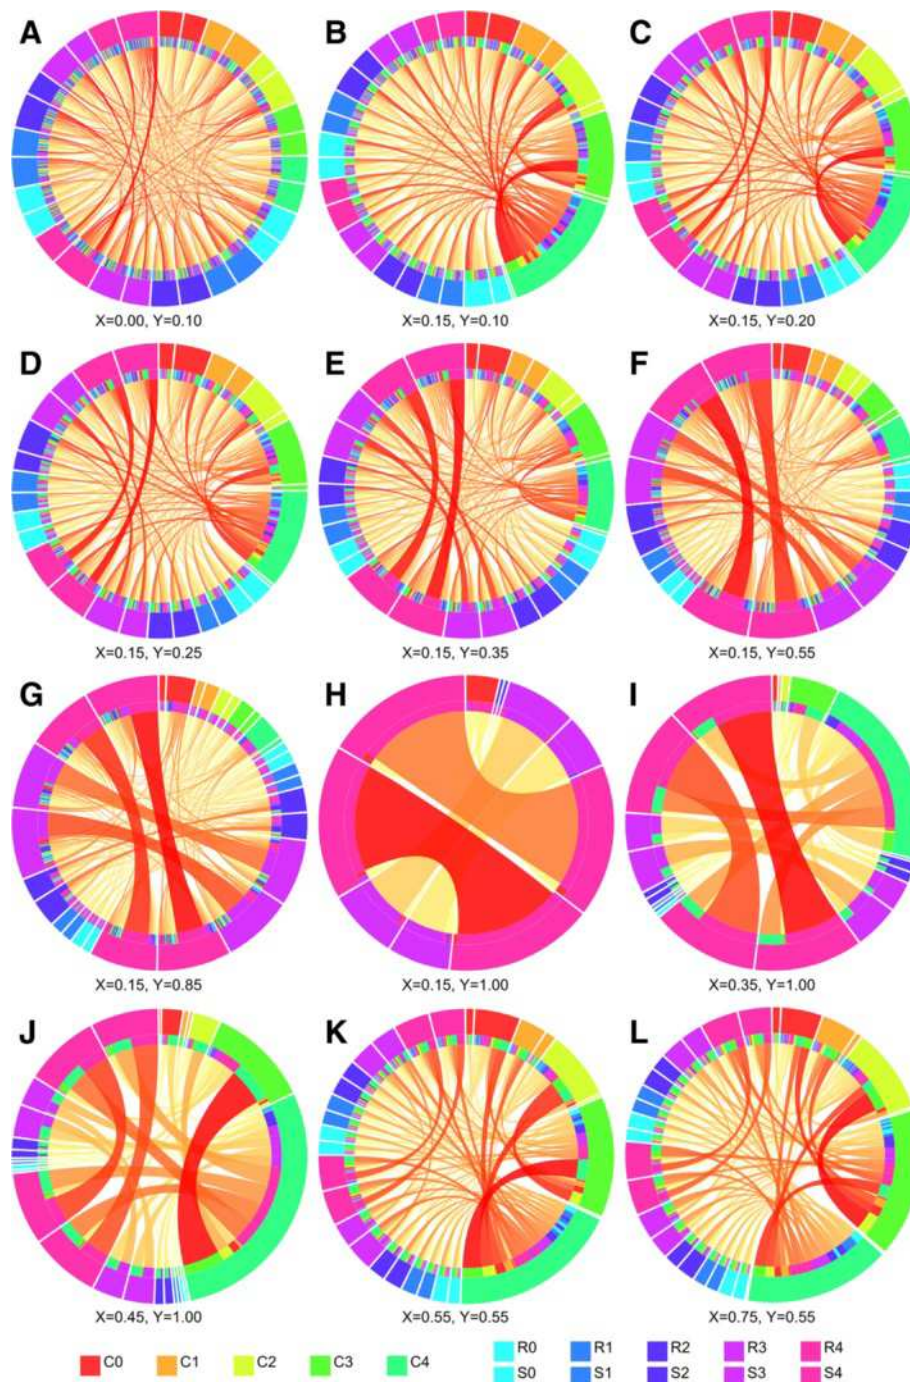 A B C
X=0.00, Y=0.10 X=0.15, Y=0.10 X=0.15, Y=0.20
D E F
X=0.15, Y=0.25 X=0.15, Y=0.35 X=0.15, Y=0.55
G H I
X=0.15, Y=0.85 X=0.15, Y=1.00 X=0.35, Y=1.00
J K L
X=0.45, Y=1.00 X=0.55, Y=0.55 X=0.75, Y=0.55
C0 C1 C2 C3 C4 R0 R1 R2 R3 R4
S0 S1 S2 S3 S4